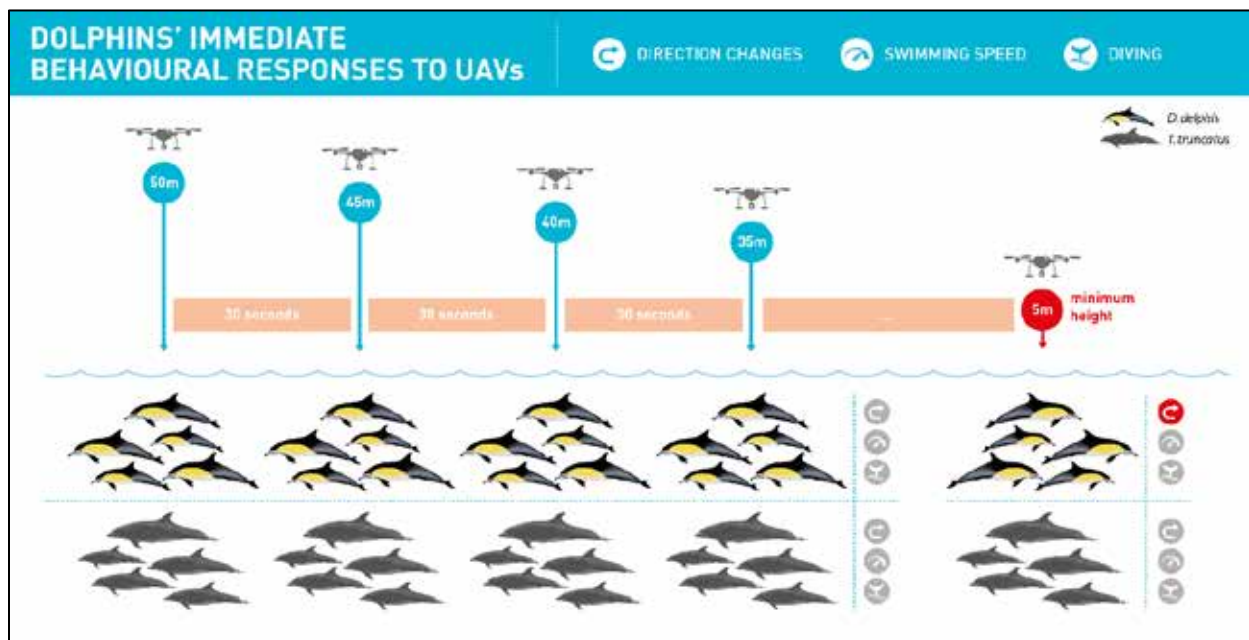 DOLPHINS' IMMEDIATE
BEHAVIOURAL RESPONSES TO UAVs
DIRECTION CHANGES
SWIMMING SPEED
DIVING
D.delphis
T.truncatus
50m
45m
40m
35m
5m
minimum
height
30 seconds
30 seconds
30 seconds
...